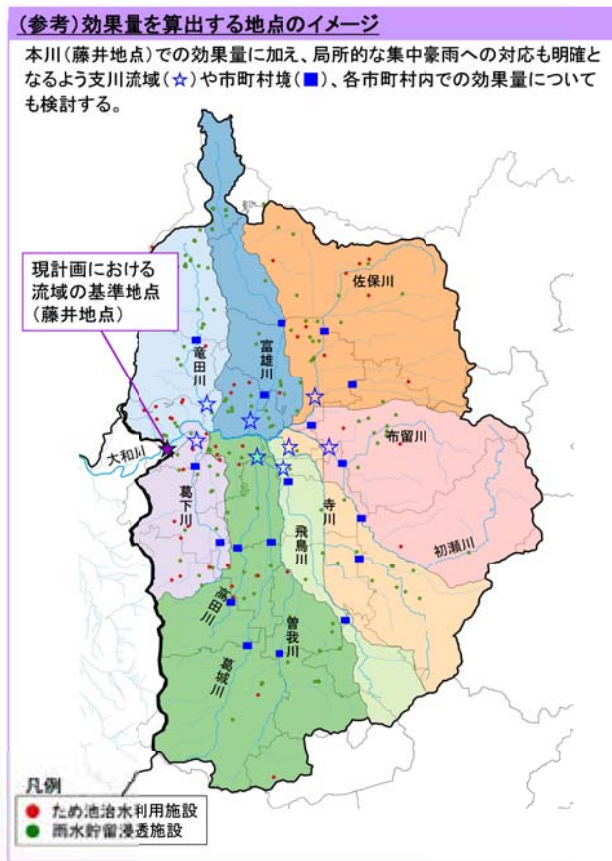 (参考)効果量を算出する地点のイメージ
本川(藤井地点)での効果量に加え、局所的な集中豪雨への対応も明確と
なるよう支川流域(☆)や市町村境(■)、各市町村内での効果量について
も検討する。
現計画における
流域の基準地点
(藤井地点)
佐保川
竜田川
富雄川
布留川
大和川
葛下川
寺川
飛鳥川
初瀬川
高田川
曽我川
葛城川
凡例
ため池治水利用施設
雨水貯留浸透施設